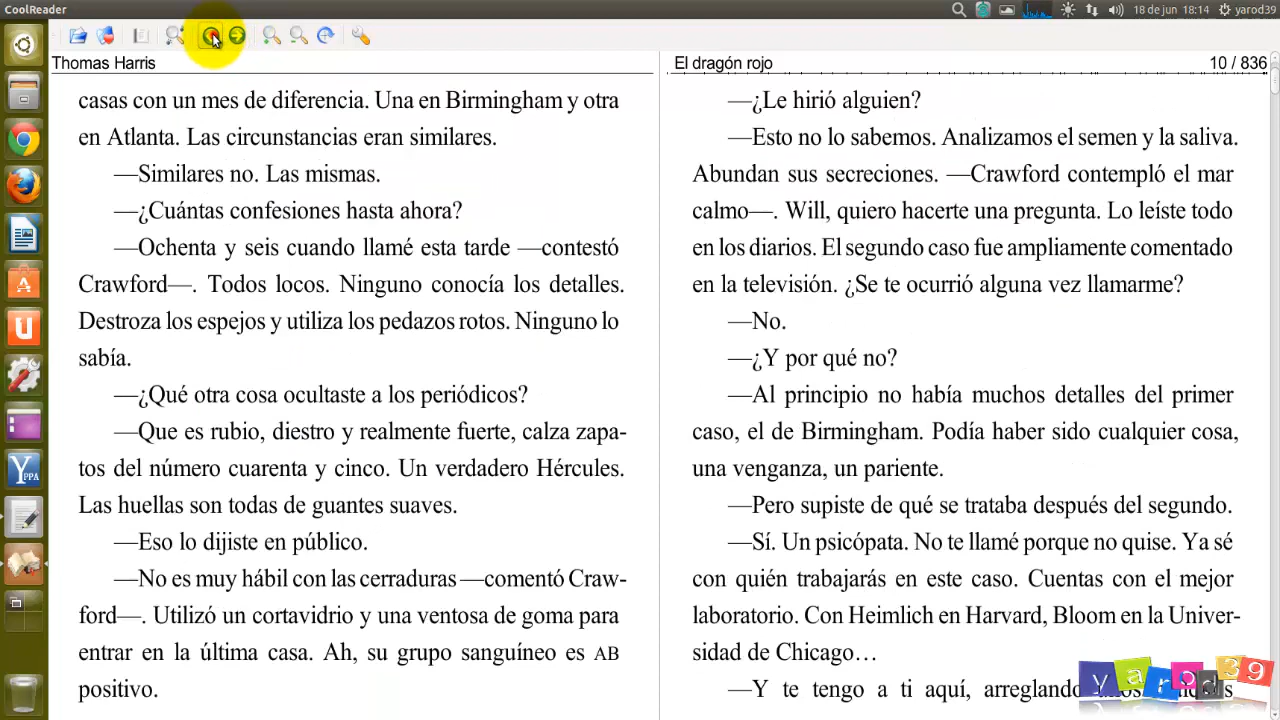 CoolReader
18 de jun 18:14
yarod39
Thomas Harris
casas con un mes de diferencia. Una en Birmingham y otra
en Atlanta. Las circunstancias eran similares.
—Similares no. Las mismas.
—¿Cuántas confesiones hasta ahora?
—Ochenta y seis cuando llamé esta tarde —contestó
Crawford—. Todos locos. Ninguno conocía los detalles.
Destroza los espejos y utiliza los pedazos rotos. Ninguno lo
sabía.
—¿Qué otra cosa ocultaste a los periódicos?
—Que es rubio, diestro y realmente fuerte, calza zapa-
tos del número cuarenta y cinco. Un verdadero Hércules.
Las huellas son todas de guantes suaves.
—Eso lo dijiste en público.
—No es muy hábil con las cerraduras —comentó Craw-
ford—. Utilizó un cortavidrio y una ventosa de goma para
entrar en la última casa. Ah, su grupo sanguíneo es AB
positivo.
El dragón rojo
10 / 836
—¿Le hirió alguien?
—Esto no lo sabemos. Analizamos el semen y la saliva.
Abundan sus secreciones. —Crawford contempló el mar
calmo—. Will, quiero hacerte una pregunta. Lo leíste todo
en los diarios. El segundo caso fue ampliamente comentado
en la televisión. ¿Se te ocurrió alguna vez llamarme?
—No.
—¿Y por qué no?
—Al principio no había muchos detalles del primer
caso, el de Birmingham. Podía haber sido cualquier cosa,
una venganza, un pariente.
—Pero supiste de qué se trataba después del segundo.
—Sí. Un psicópata. No te llamé porque no quise. Ya sé
con quién trabajarás en este caso. Cuentas con el mejor
laboratorio. Con Heimlich en Harvard, Bloom en la Univer-
sidad de Chicago…
—Y te tengo a ti aquí, arreglando
yarod39
YPPA